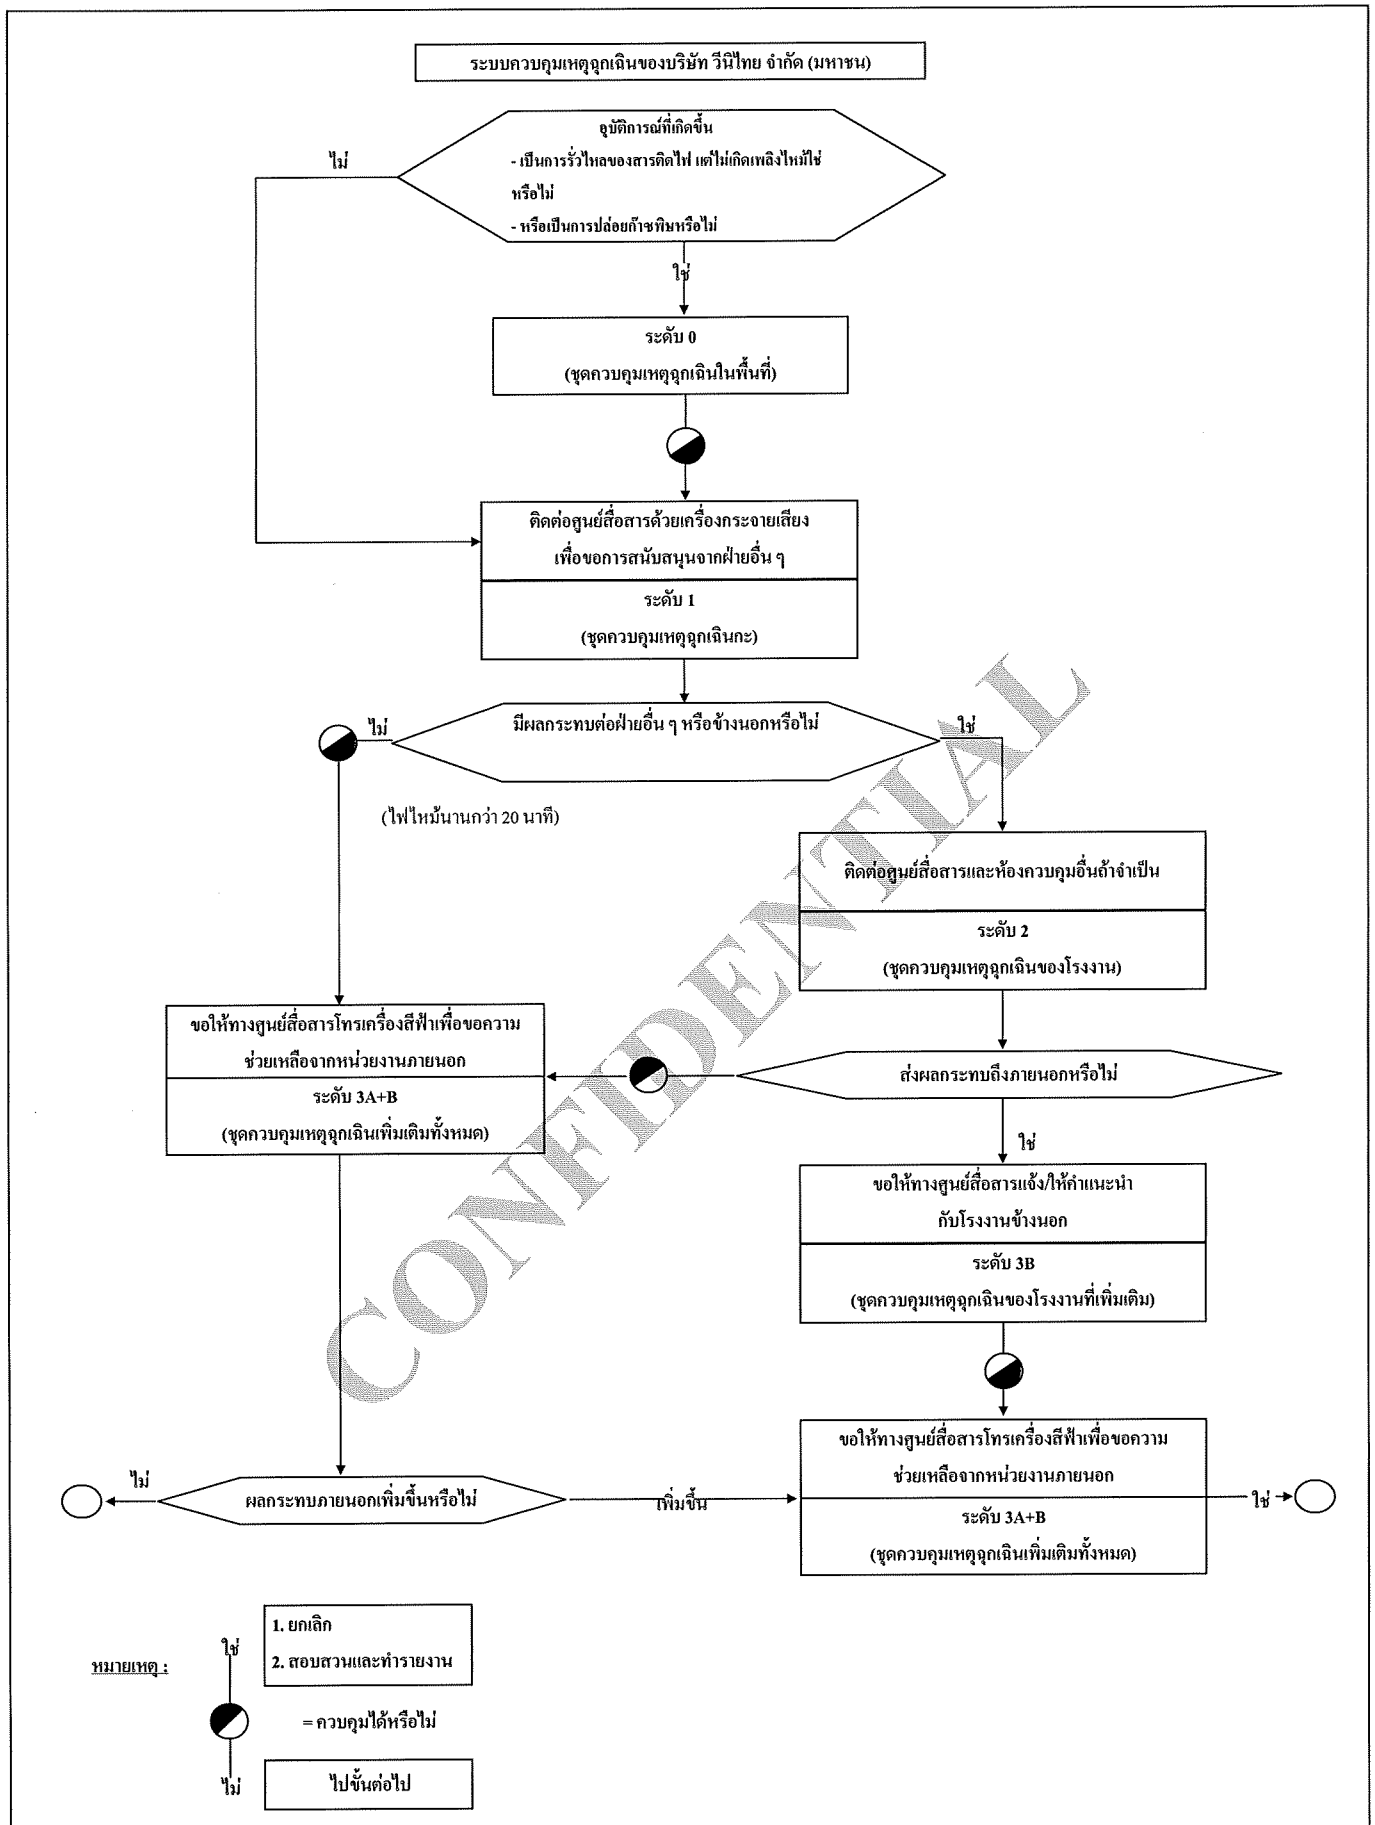 ระบบควบคุมเหตุฉุกเฉินของบริษัท วีนิไทย จำกัด (มหาชน)
อุบัติการณ์ที่เกิดขึ้น
- เป็นการรั่วไหลของสารติดไฟ แต่ไม่เกิดเพลิงไหม้ใช่
หรือไม่
- หรือเป็นการปล่อยก๊าซพิษหรือไม่
ไม่
ใช่
ระดับ 0
(ชุดควบคุมเหตุฉุกเฉินในพื้นที่)
ติดต่อศูนย์สื่อสารด้วยเครื่องกระจายเสียง
เพื่อขอการสนับสนุนจากฝ่ายอื่น ๆ
ระดับ 1
(ชุดควบคุมเหตุฉุกเฉินกะ)
มีผลกระทบต่อฝ่ายอื่น ๆ หรือข้างนอกหรือไม่
ไม่
ใช่
(ไฟไหม้นานกว่า 20 นาที)
ติดต่อศูนย์สื่อสารและห้องควบคุมอื่นถ้าจำเป็น
ระดับ 2
(ชุดควบคุมเหตุฉุกเฉินของโรงงาน)
ขอให้ทางศูนย์สื่อสารโทรเครื่องสีฟ้าเพื่อขอความ
ช่วยเหลือจากหน่วยงานภายนอก
ระดับ 3A+B
(ชุดควบคุมเหตุฉุกเฉินเพิ่มเติมทั้งหมด)
ส่งผลกระทบถึงภายนอกหรือไม่
ใช่
ขอให้ทางศูนย์สื่อสารแจ้ง/ให้คำแนะนำ
กับโรงงานข้างนอก
ระดับ 3B
(ชุดควบคุมเหตุฉุกเฉินของโรงงานที่เพิ่มเติม)
ขอให้ทางศูนย์สื่อสารโทรเครื่องสีฟ้าเพื่อขอความ
ช่วยเหลือจากหน่วยงานภายนอก
ระดับ 3A+B
(ชุดควบคุมเหตุฉุกเฉินเพิ่มเติมทั้งหมด)
ไม่
ผลกระทบภายนอกเพิ่มขึ้นหรือไม่
เพิ่มขึ้น
ใช่
CONFIDENTIAL
หมายเหตุ :
ใช่
1. ยกเลิก
2. สอบสวนและทำรายงาน
= ควบคุมได้หรือไม่
ไม่
ไปขั้นต่อไป